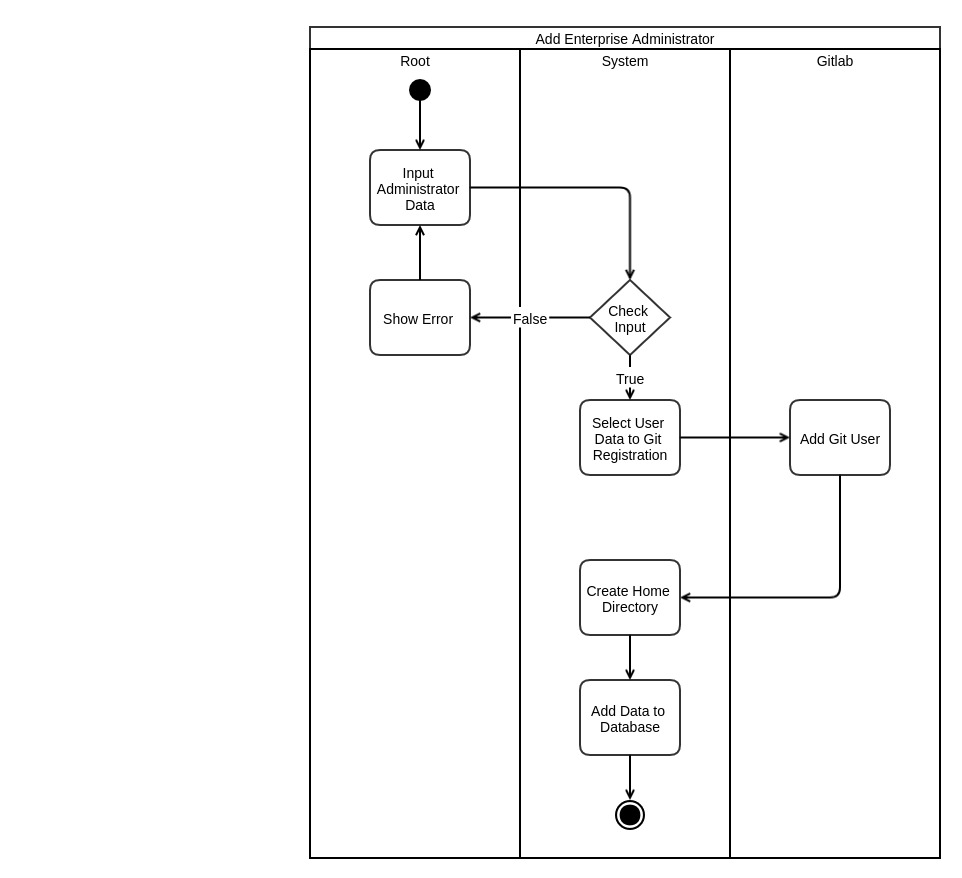 Add Enterprise Administrator
Root
System
Gitlab
Input
Administrator
Data
Show Error
False
Check
Input
True
Select User
Data to Git
Registration
Add Git User
Create Home
Directory
Add Data to
Database